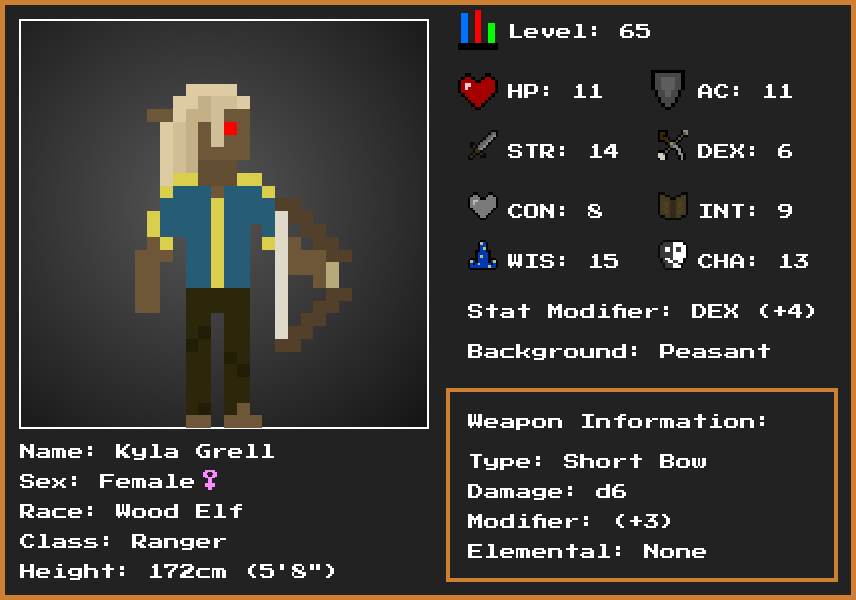 Level: 65
HP: 11
AC: 11
STR: 14
DEX: 6
CON: 8
INT: 9
WIS: 15
CHA: 13
Stat Modifier: DEX (+4)
Background: Peasant
Weapon Information:
Type: Short Bow
Damage: d6
Modifier: (+3)
Elemental: None
Name: Kyla Grell
Sex: Female♀
Race: Wood Elf
Class: Ranger
Height: 172cm (5'8")